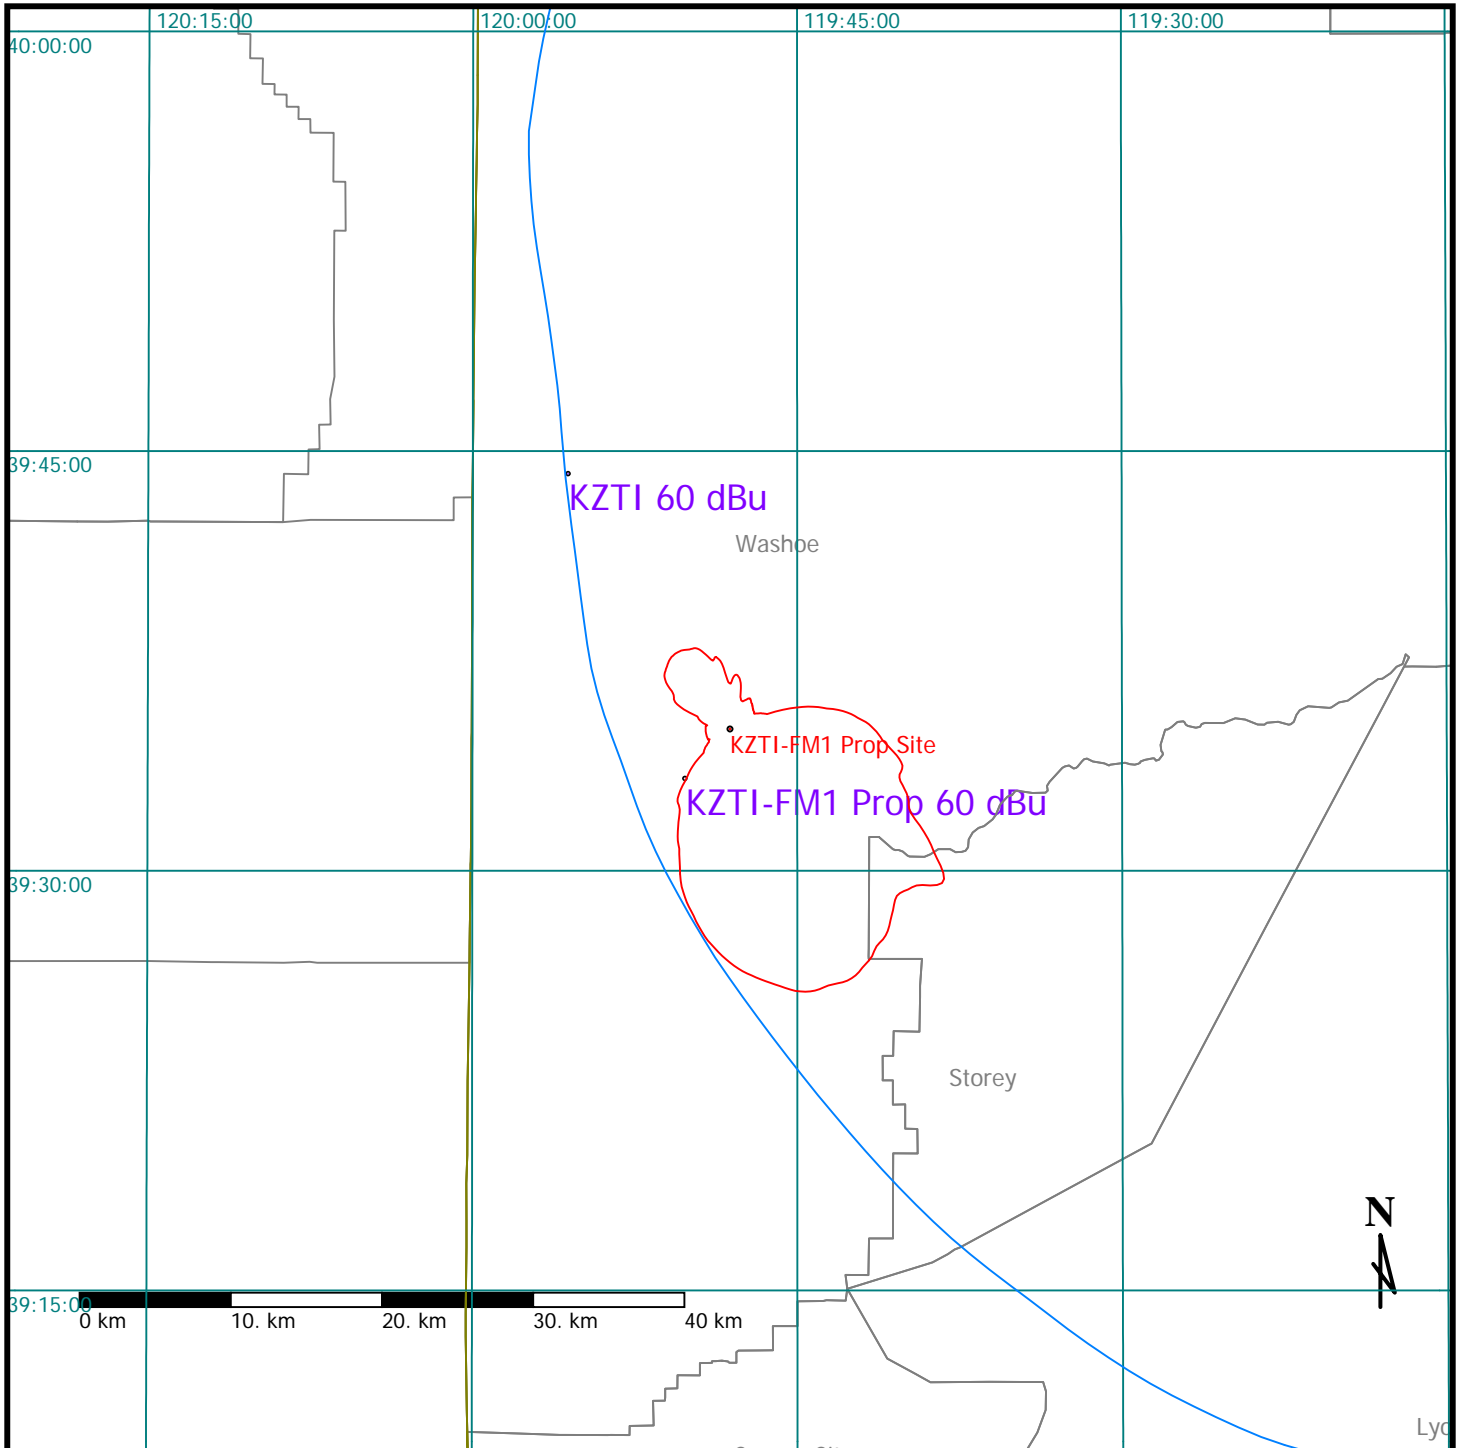 120:15:00
120:00:00
119:45:00
119:30:00
40:00:00
39:45:00
KZTI 60 dBu
Washoe
KZTI-FM1 Prop Site
KZTI-FM1 Prop 60 dBu
39:30:00
Storey
N
39:15:00
0 km
10. km
20. km
30. km
40 km